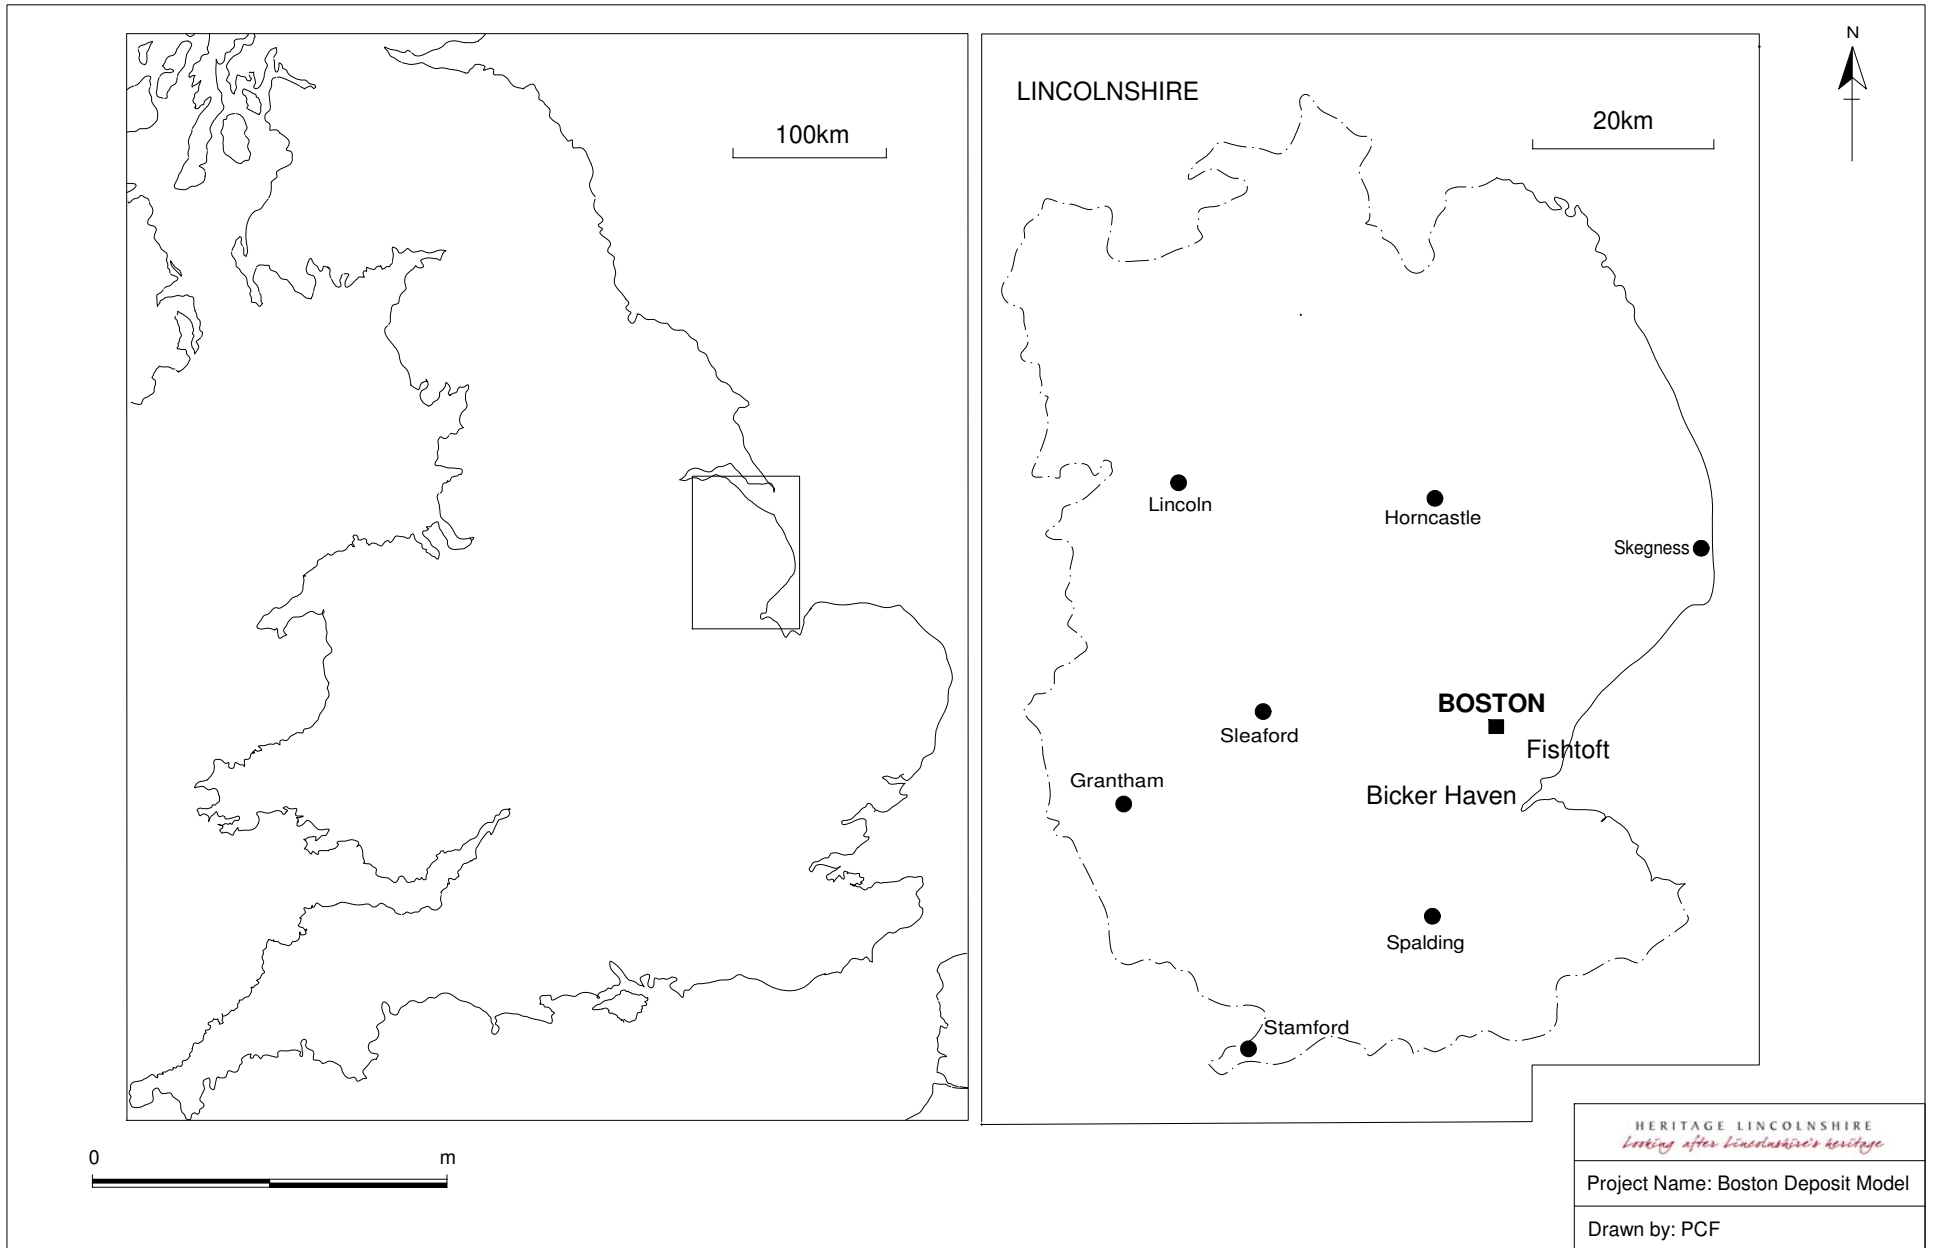 100km
LINCOLNSHIRE
20km
N
Lincoln
Horncastle
Skegness
BOSTON
Sleaford
Fishtoft
Grantham
Bicker Haven
Spalding
Stamford
0 m
HERITAGE LINCOLNSHIRE
Looking after Lincolnshire's heritage
Project Name: Boston Deposit Model
Drawn by: PCF